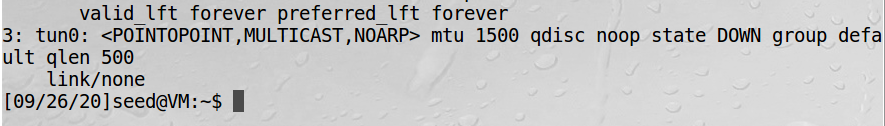 valid_lft forever preferred_lft forever
3: tun0: <POINTOPOINT,MULTICAST,NOARP> mtu 1500 qdisc noop state DOWN group defa
ult qlen 500
link/none
[09/26/20]seed@VM:~$